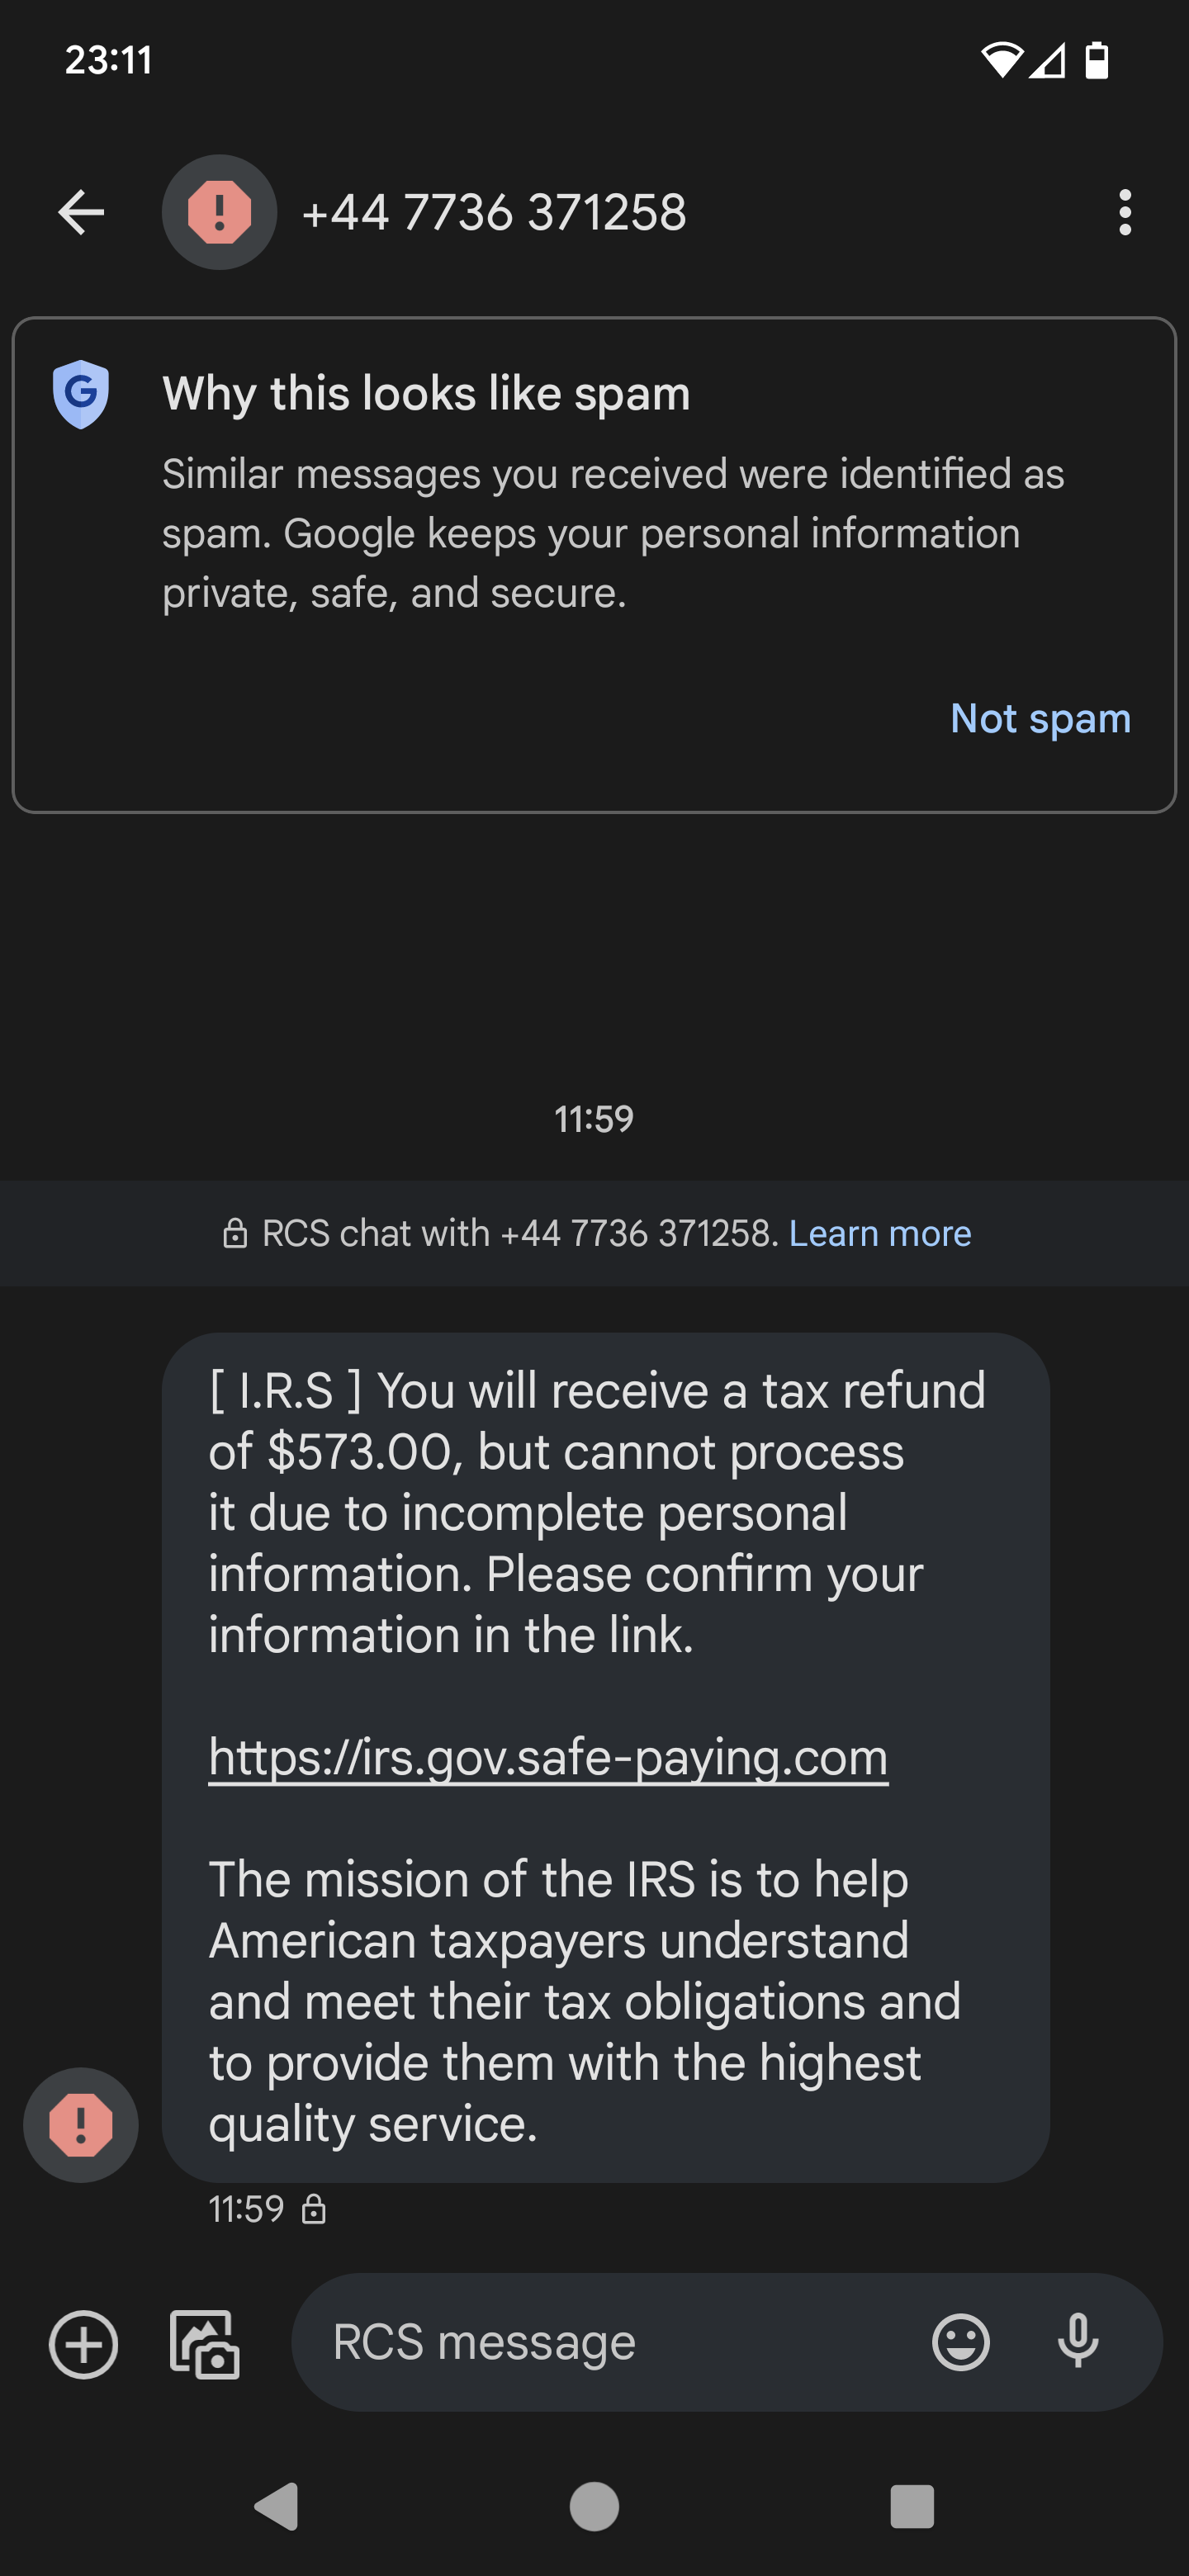 23:11
+44 7736 371258
Why this looks like spam
Similar messages you received were identified as
spam. Google keeps your personal information
private, safe, and secure.
Not spam
11:59
RCS chat with +44 7736 371258. Learn more
[ I.R.S ] You will receive a tax refund
of $573.00, but cannot process
it due to incomplete personal
information. Please confirm your
information in the link.
https://irs.gov.safe-paying.com
The mission of the IRS is to help
American taxpayers understand
and meet their tax obligations and
to provide them with the highest
quality service.
11:59
RCS message